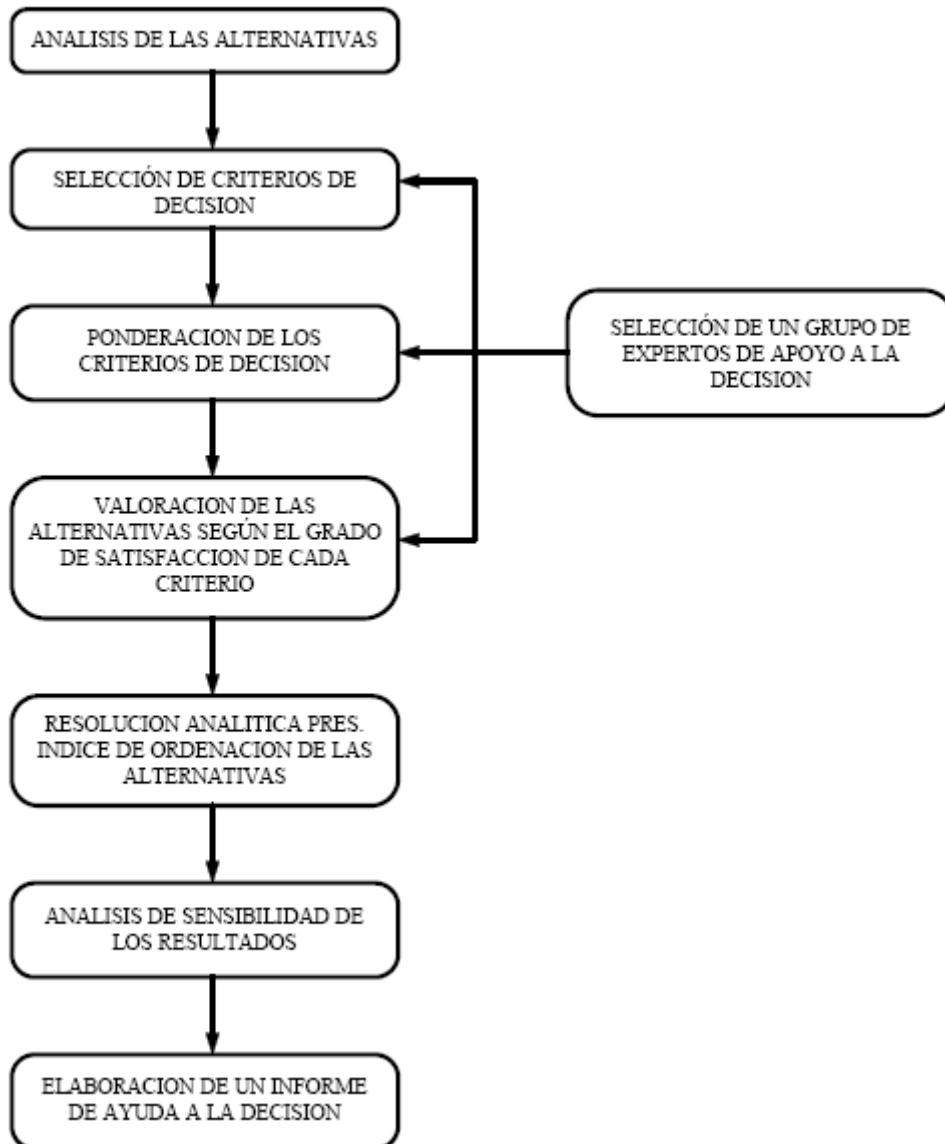 ANALISIS DE LAS ALTERNATIVAS
SELECCIÓN DE CRITERIOS DE
DECISION
PONDERACION DE LOS
CRITERIOS DE DECISION
SELECCIÓN DE UN GRUPO DE
EXPERTOS DE APOYO A LA
DECISION
VALORACION DE LAS
ALTERNATIVAS SEGÚN EL GRADO
DE SATISFACCION DE CADA
CRITERIO
RESOLUCION ANALITICA PRES.
INDICE DE ORDENACION DE LAS
ALTERNATIVAS
ANALISIS DE SENSIBILIDAD DE
LOS RESULTADOS
ELABORACION DE UN INFORME
DE AYUDA A LA DECISION